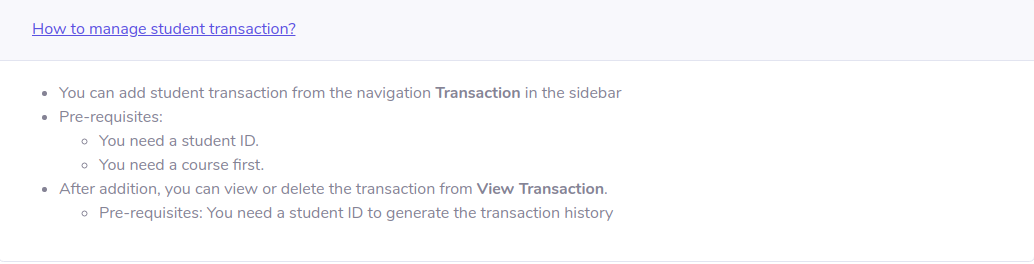 How to manage student transaction?
You can add student transaction from the navigation Transaction in the sidebar
Pre-requisites:
You need a student ID.
You need a course first.
After addition, you can view or delete the transaction from View Transaction.
Pre-requisites: You need a student ID to generate the transaction history